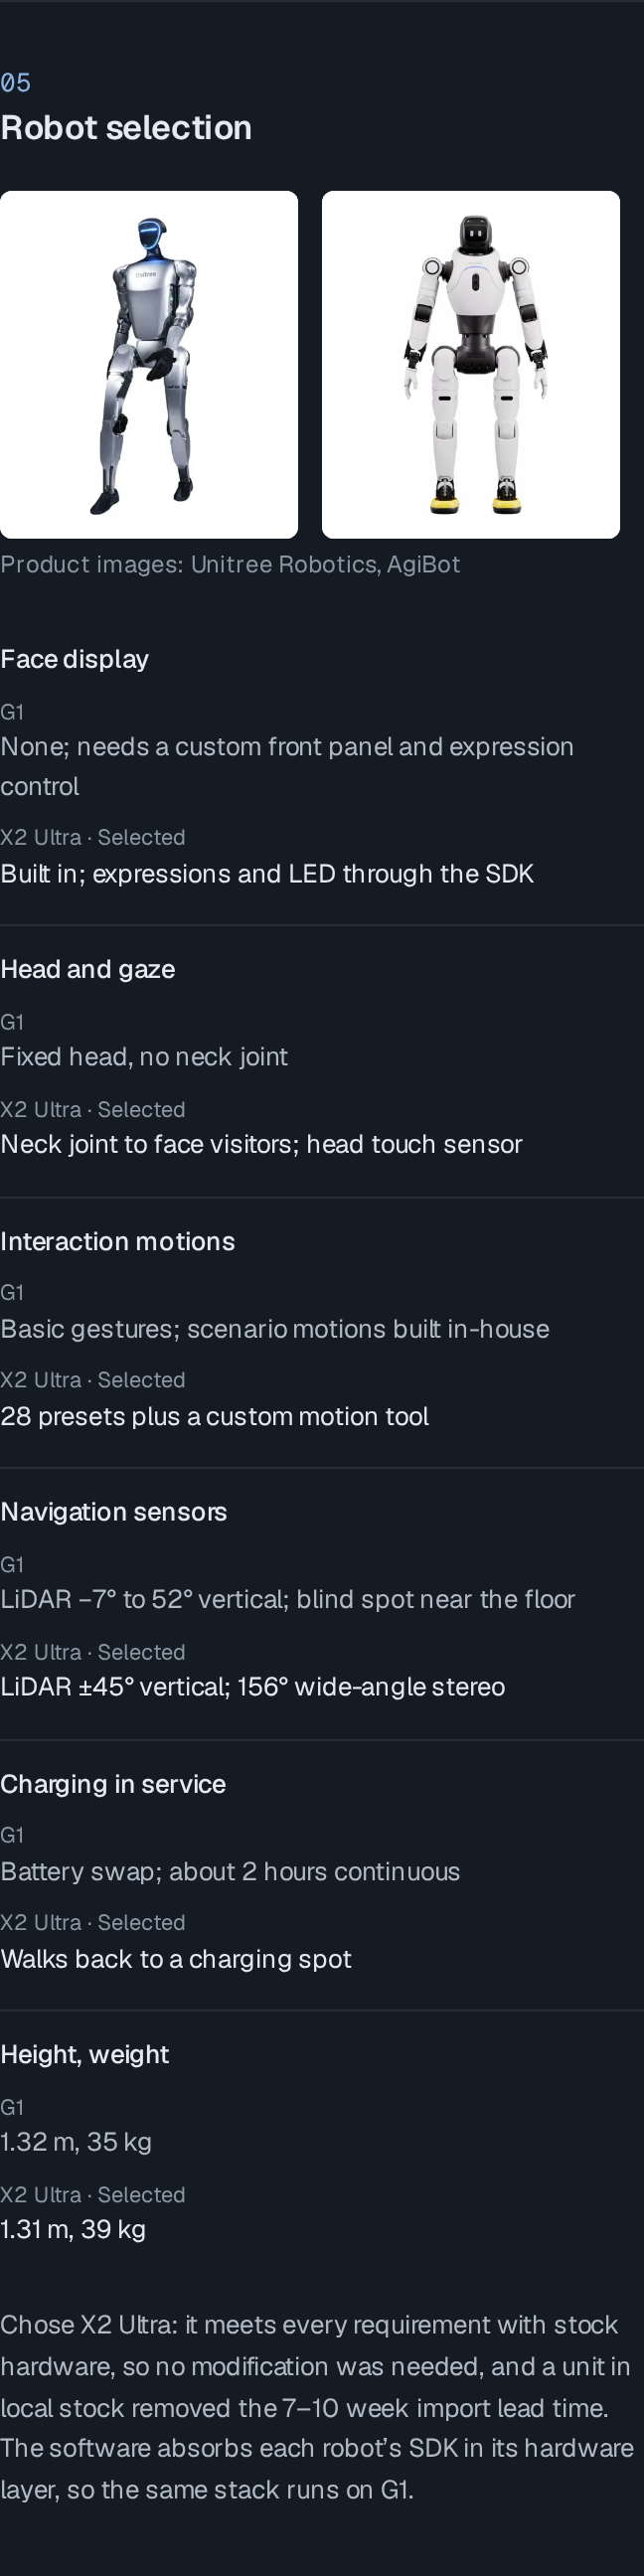 05
Robot selection
Unitree
Product images: Unitree Robotics, AgiBot
Face display
G1
None; needs a custom front panel and expression
control
X2 Ultra · Selected
Built in; expressions and LED through the SDK
Head and gaze
G1
Fixed head, no neck joint
X2 Ultra · Selected
Neck joint to face visitors; head touch sensor
Interaction motions
G1
Basic gestures; scenario motions built in-house
X2 Ultra · Selected
28 presets plus a custom motion tool
Navigation sensors
G1
LiDAR −7° to 52° vertical; blind spot near the floor
X2 Ultra · Selected
LiDAR ±45° vertical; 156° wide-angle stereo
Charging in service
G1
Battery swap; about 2 hours continuous
X2 Ultra · Selected
Walks back to a charging spot
Height, weight
G1
1.32 m, 35 kg
X2 Ultra · Selected
1.31 m, 39 kg
Chose X2 Ultra: it meets every requirement with stock
hardware, so no modification was needed, and a unit in
local stock removed the 7–10 week import lead time.
The software absorbs each robot’s SDK in its hardware
layer, so the same stack runs on G1.